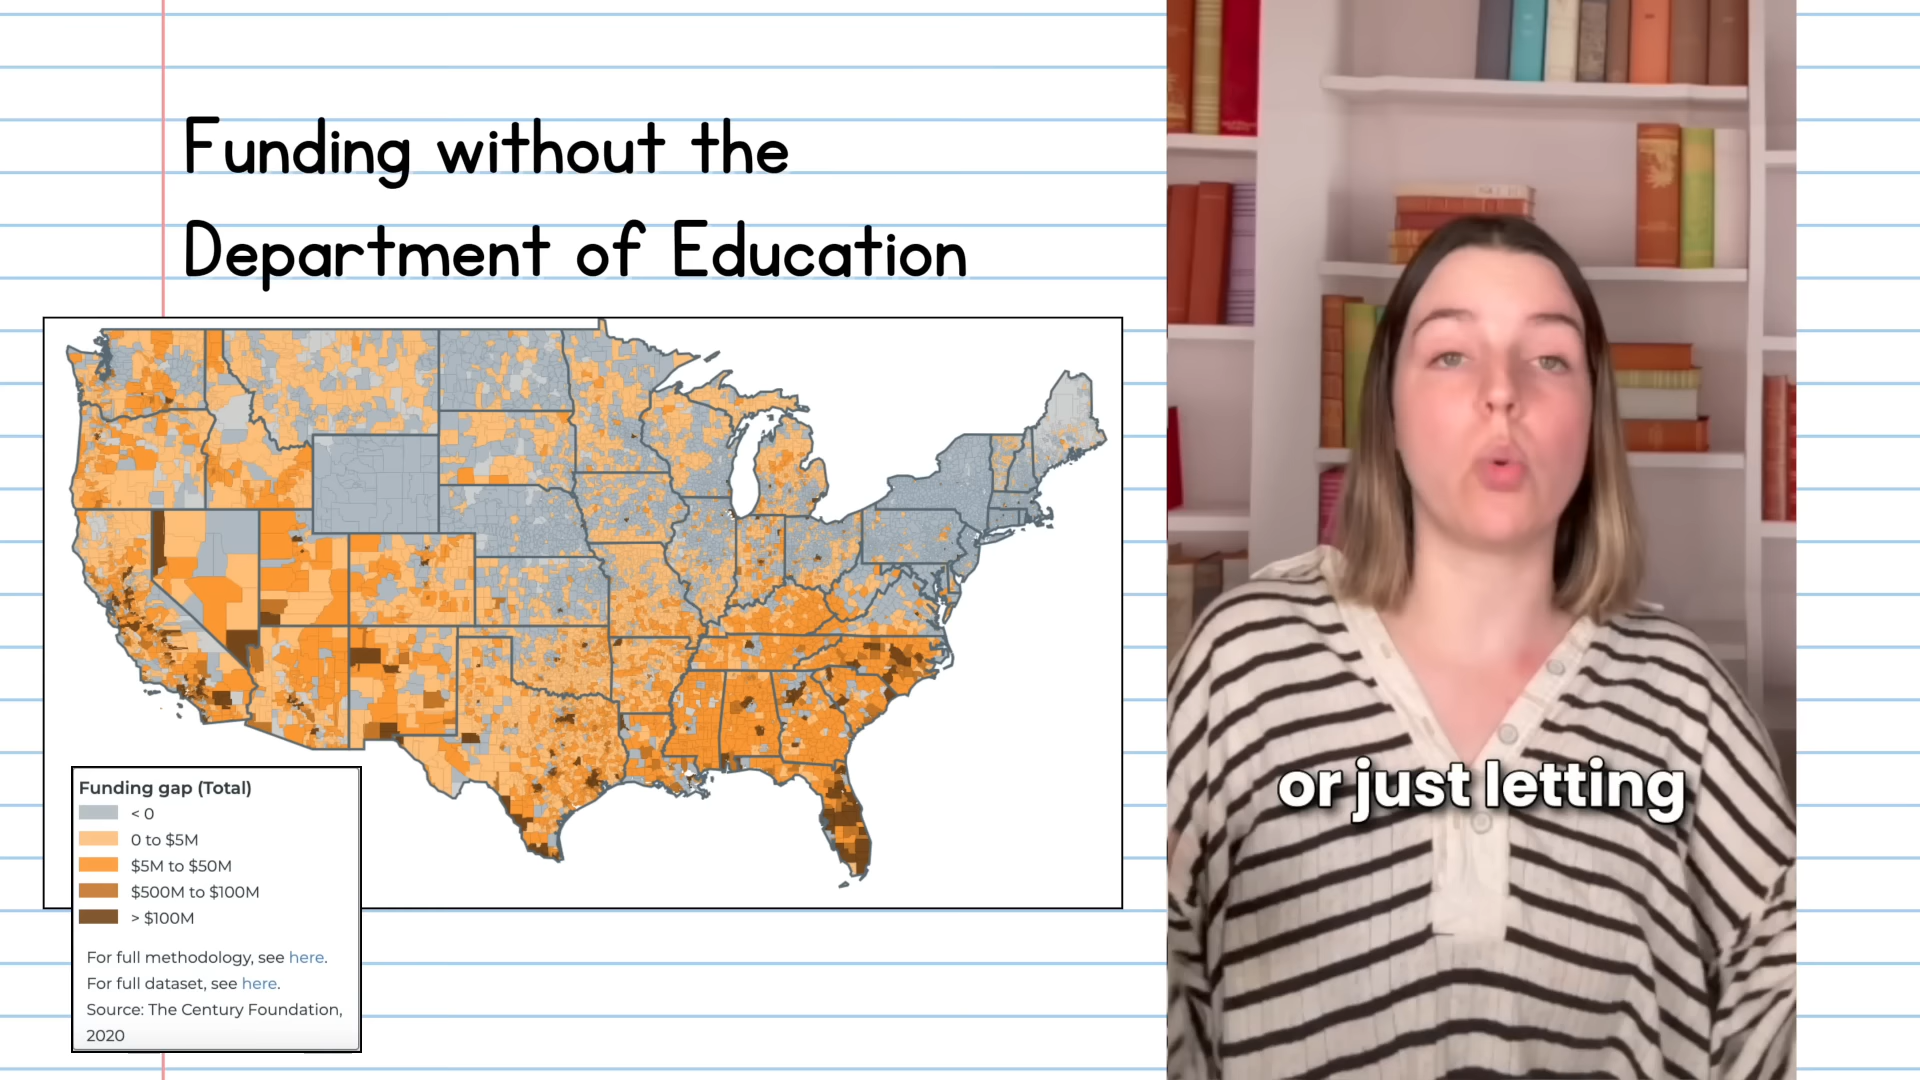 Funding without the
Department of Education
Funding gap (Total)
< 0
0 to $5M
$5M to $50M
$500M to $100M
> $100M
For full methodology, see here.
For full dataset, see here.
Source: The Century Foundation,
2020
or just letting